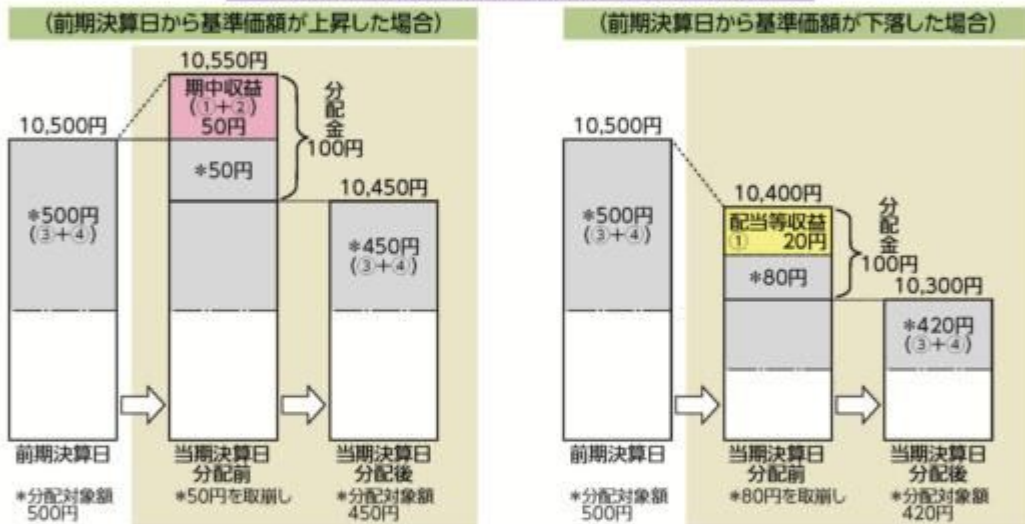 (前期決算日から基準価額が上昇した場合)
10,550円
期中収益
(①+②)
50円
分配金
100円
10,500円
*50円
*500円
(③+④)
10,450円
*450円
(③+④)
前期決算日
当期決算日
分配前
当期決算日
分配後
*分配対象額
500円
*50円を取崩し
*分配対象額
450円
(前期決算日から基準価額が下落した場合)
10,500円
*500円
(③+④)
10,400円
配当等収益
① 20円
分配金
100円
*80円
10,300円
*420円
(③+④)
前期決算日
当期決算日
分配前
当期決算日
分配後
*分配対象額
500円
*80円を取崩し
*分配対象額
420円